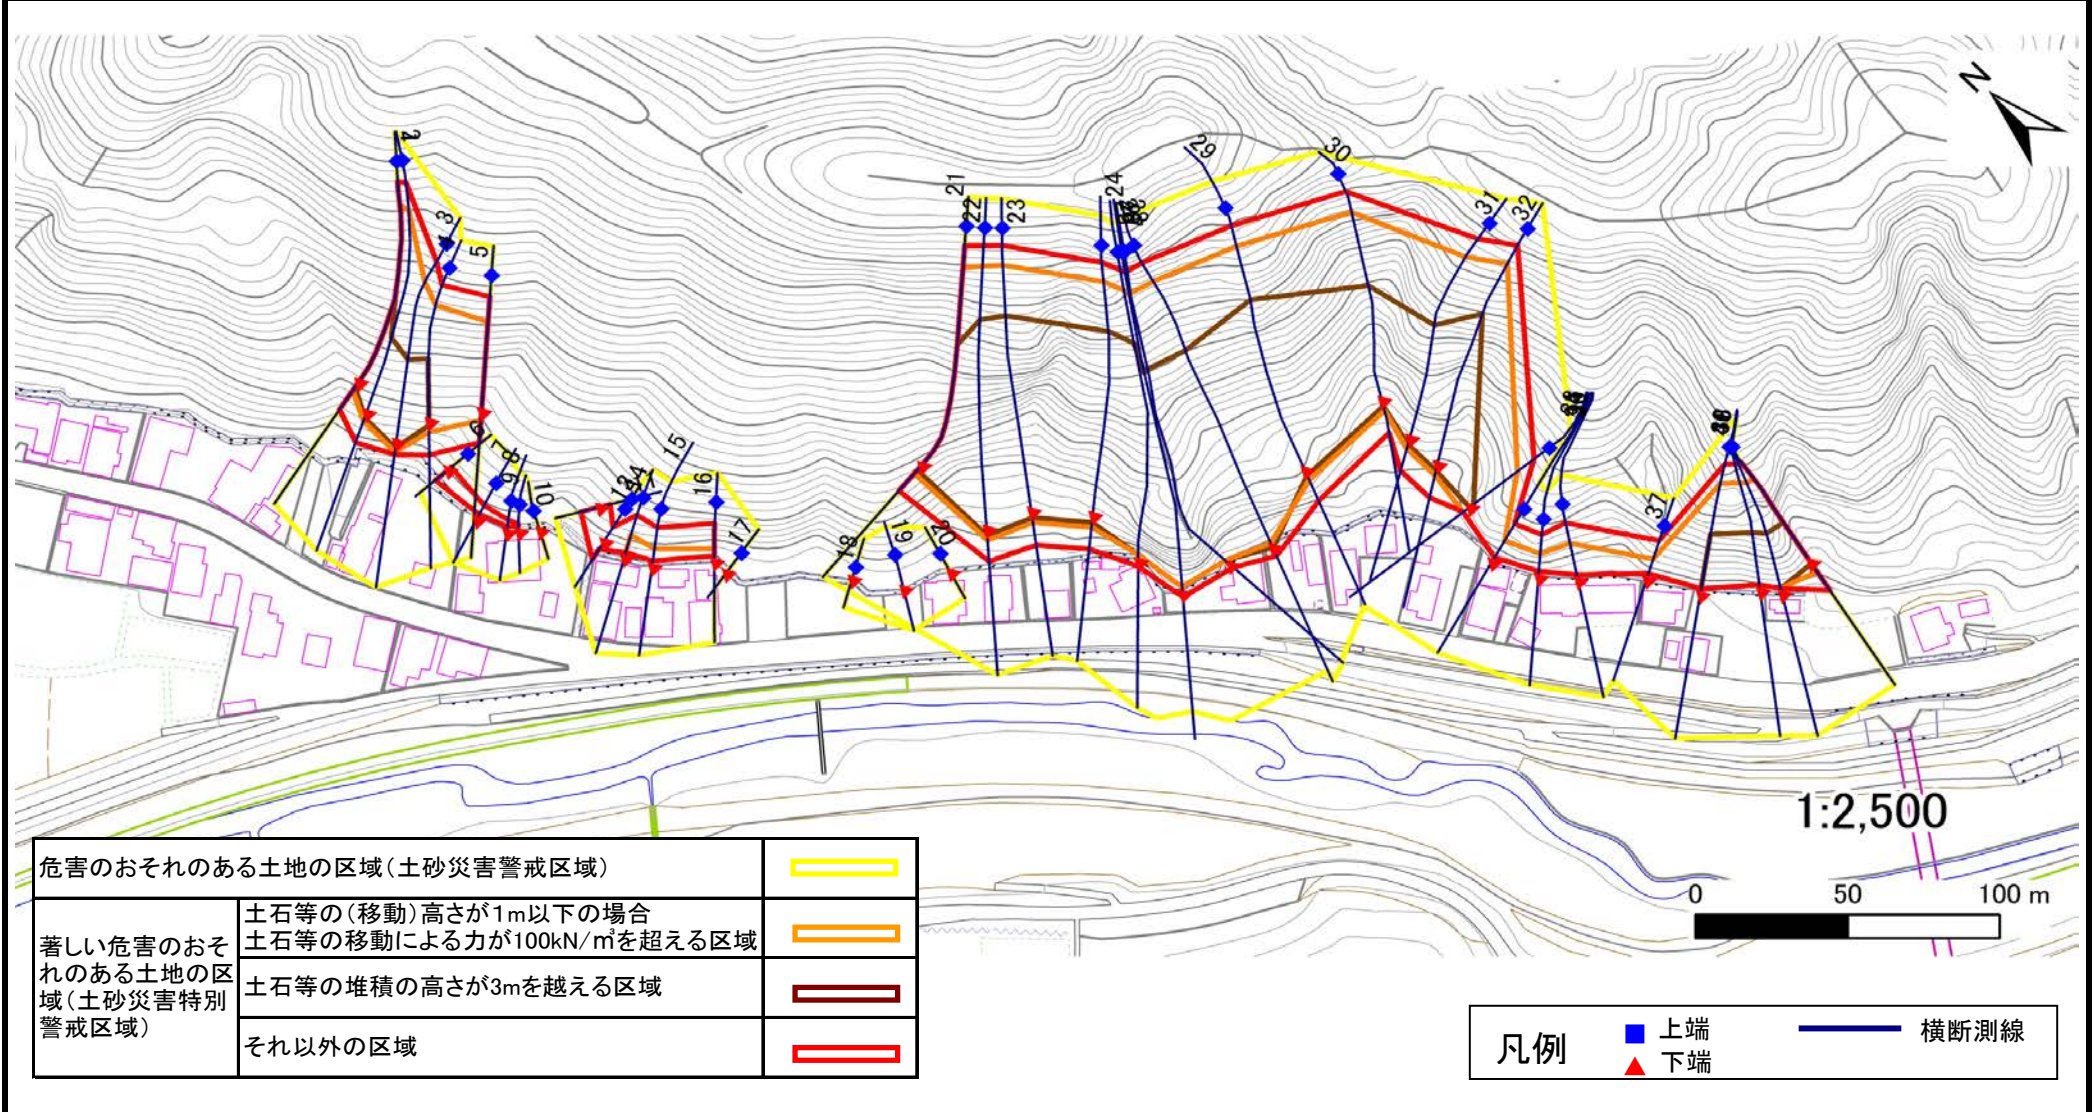 N
2
3
4
5
6
7
8
9
10
15
16
17
18
19
20
21
22
23
24
29
30
31
32
37
1:2,500
0 50 100 m
危害のおそれのある土地の区域(土砂災害警戒区域)
著しい危害のおそ
れのある土地の区
域(土砂災害特別
警戒区域)
土石等の(移動)高さが1m以下の場合
土石等の移動による力が100kN/㎡を超える区域
土石等の堆積の高さが3mを越える区域
それ以外の区域
凡例
上端
下端
横断測線